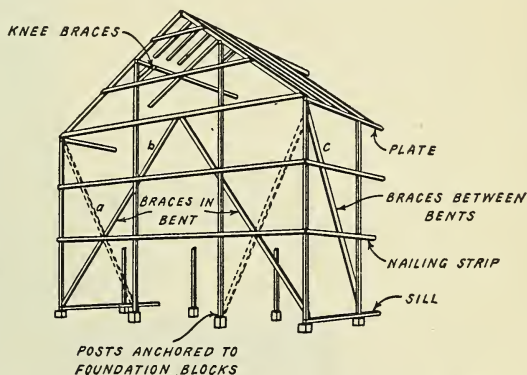 KNEE BRACES
b
c
PLATE
a
BRACES IN
BENT
BRACES BETWEEN
BENTS
NAILING STRIP
SILL
POSTS ANCHORED TO
FOUNDATION BLOCKS